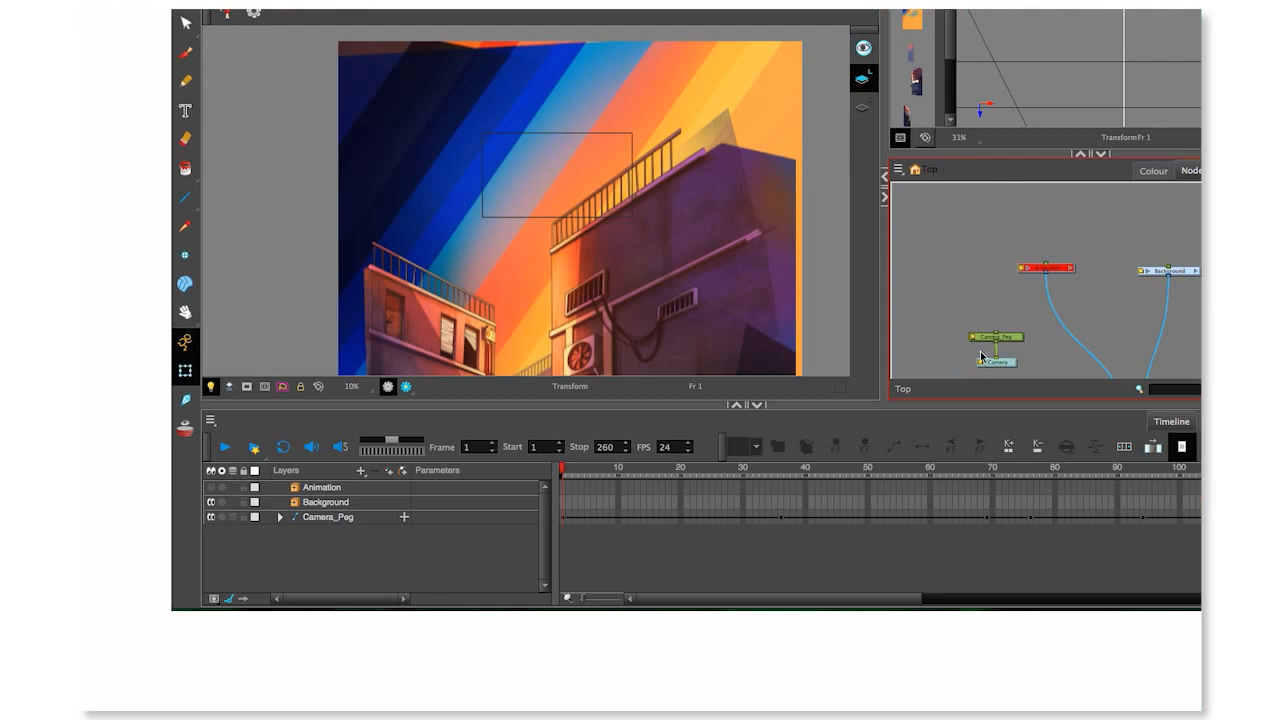 T
L
31%
TransformFr 1
Top
Colour
Node
Background
Camera_Peg
Camera
10%
Transform
Fr 1
Top
Timeline
Frame 1 Start 1 Stop 260 FPS 24
Layers
Parameters
10 20 30 40 50 60 70 80 90 100
Animation
Background
Camera_Peg